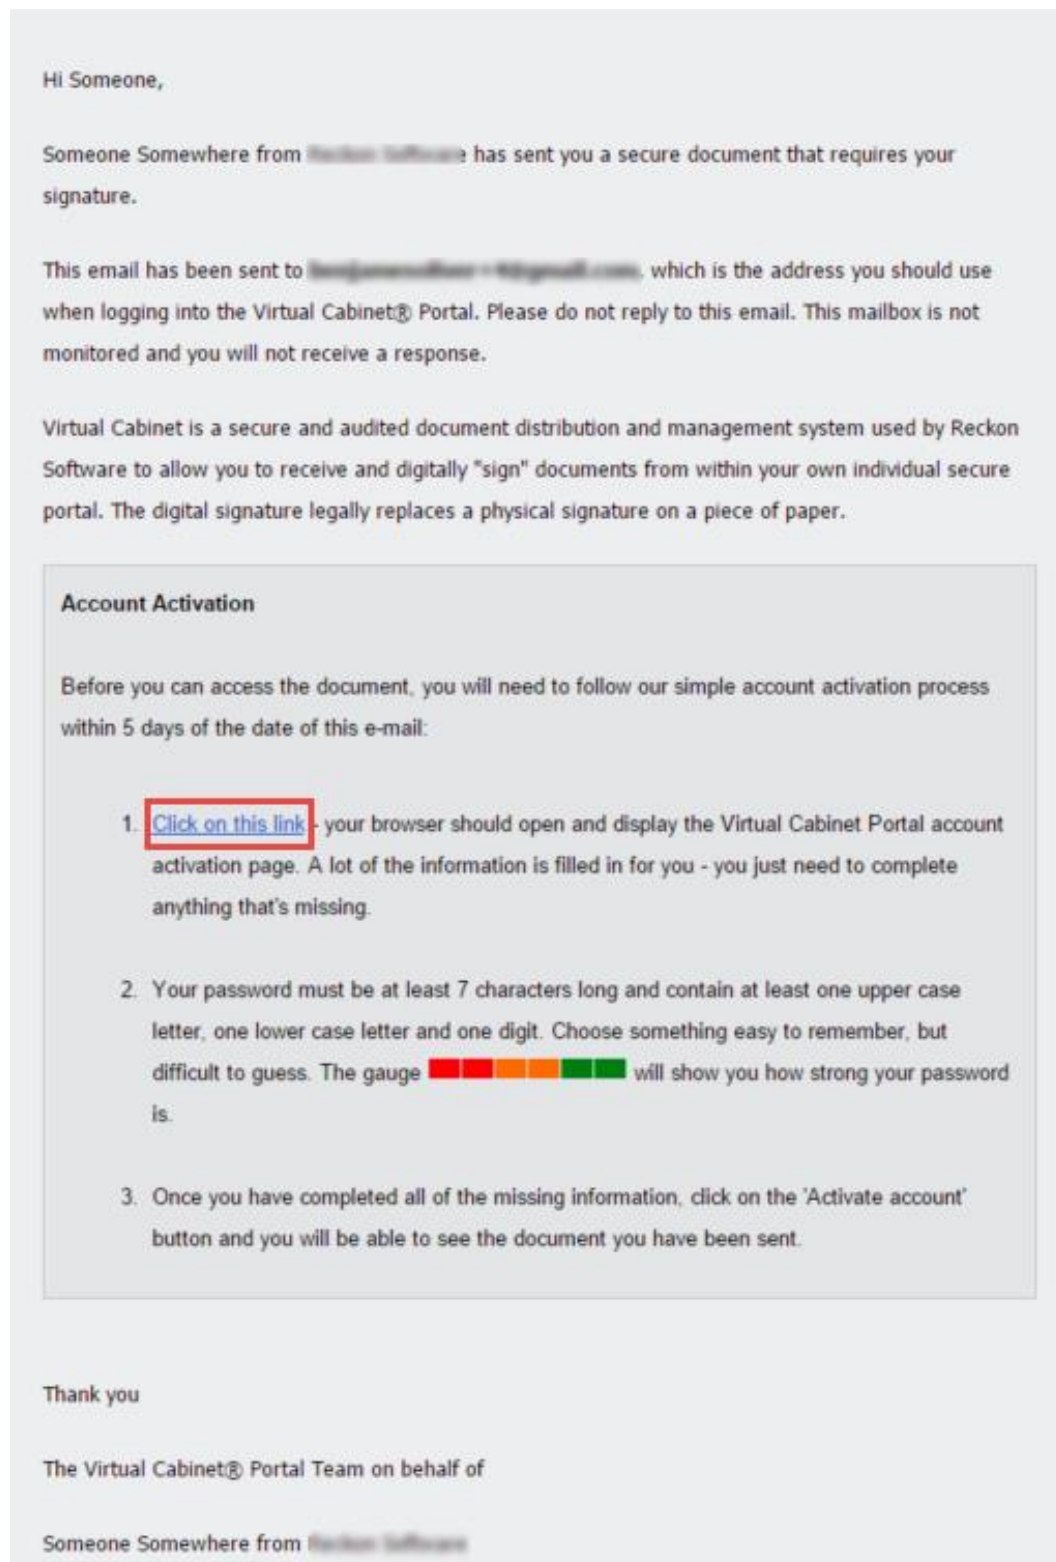 Hi Someone,
Someone Somewhere from has sent you a secure document that requires your
signature.
This email has been sent to which is the address you should use
when logging into the Virtual Cabinet® Portal. Please do not reply to this email. This mailbox is not
monitored and you will not receive a response.
Virtual Cabinet is a secure and audited document distribution and management system used by Reckon
Software to allow you to receive and digitally "sign" documents from within your own individual secure
portal. The digital signature legally replaces a physical signature on a piece of paper.
Account Activation
Before you can access the document, you will need to follow our simple account activation process
within 5 days of the date of this e-mail:
1. Click on this link - your browser should open and display the Virtual Cabinet Portal account
activation page. A lot of the information is filled in for you - you just need to complete
anything that's missing.
2. Your password must be at least 7 characters long and contain at least one upper case
letter, one lower case letter and one digit. Choose something easy to remember, but
difficult to guess. The gauge will show you how strong your password
is.
3. Once you have completed all of the missing information, click on the 'Activate account'
button and you will be able to see the document you have been sent.
Thank you
The Virtual Cabinet® Portal Team on behalf of
Someone Somewhere from